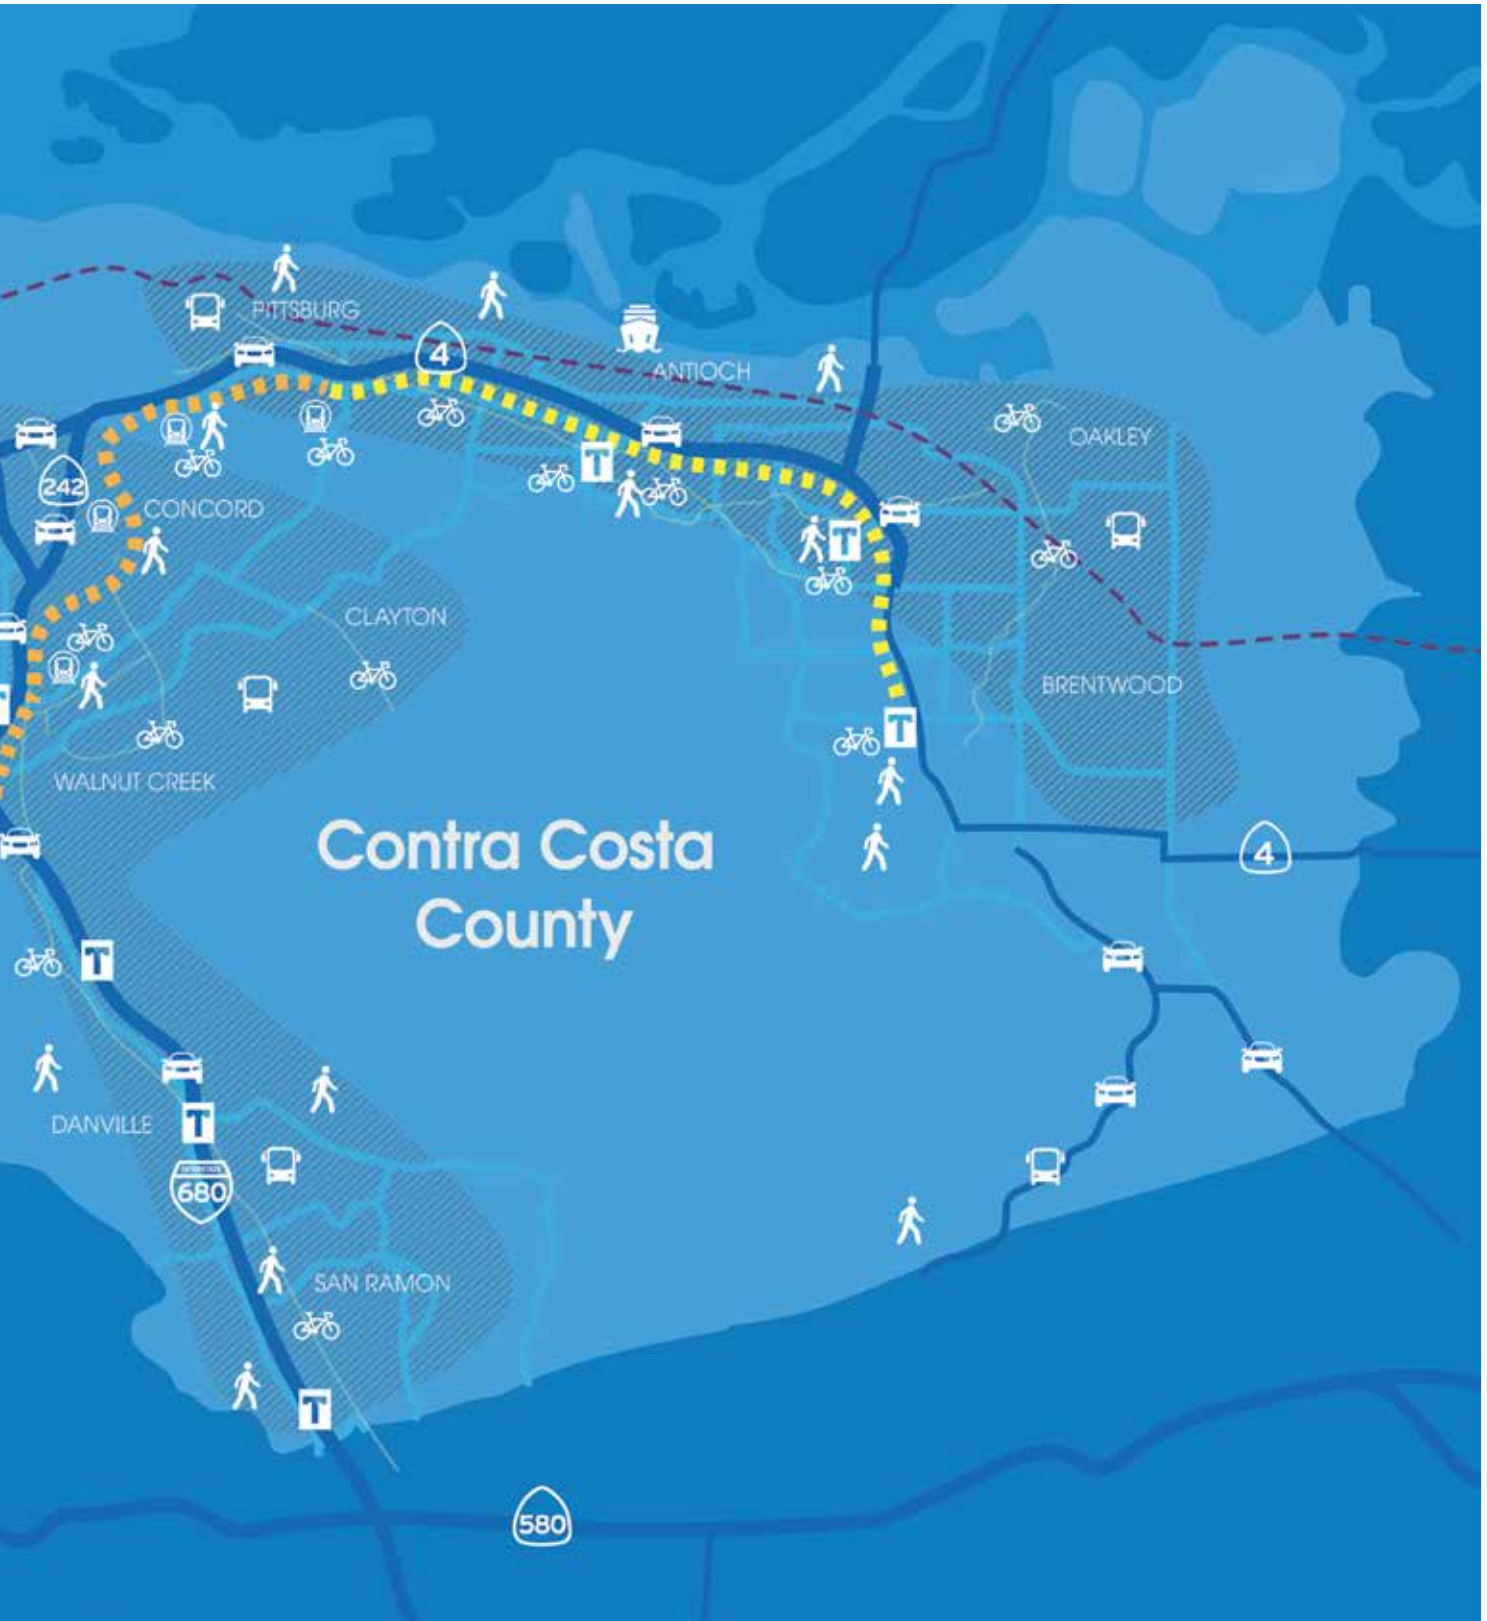 PITTSBURG
4
ANTIOCH
OAKLEY
T
242
CONCORD
T
CLAYTON
BRENTWOOD
T
WALNUT CREEK
Contra Costa
County
4
T
DANVILLE
T
680
SAN RAMON
T
580